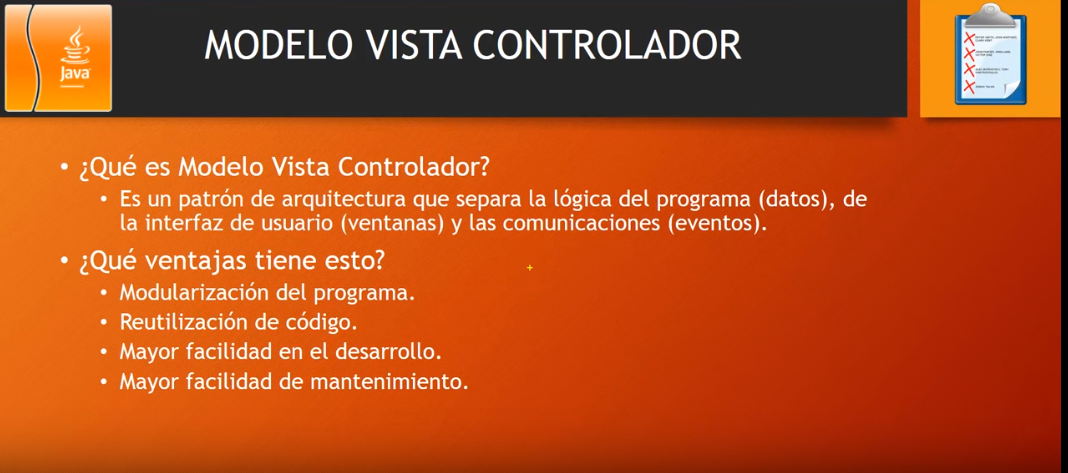 Java
MODELO VISTA CONTROLADOR
• ¿Qué es Modelo Vista Controlador?
• Es un patrón de arquitectura que separa la lógica del programa (datos), de
la interfaz de usuario (ventanas) y las comunicaciones (eventos).
• ¿Qué ventajas tiene esto?
• Modularización del programa.
• Reutilización de código.
• Mayor facilidad en el desarrollo.
• Mayor facilidad de mantenimiento.